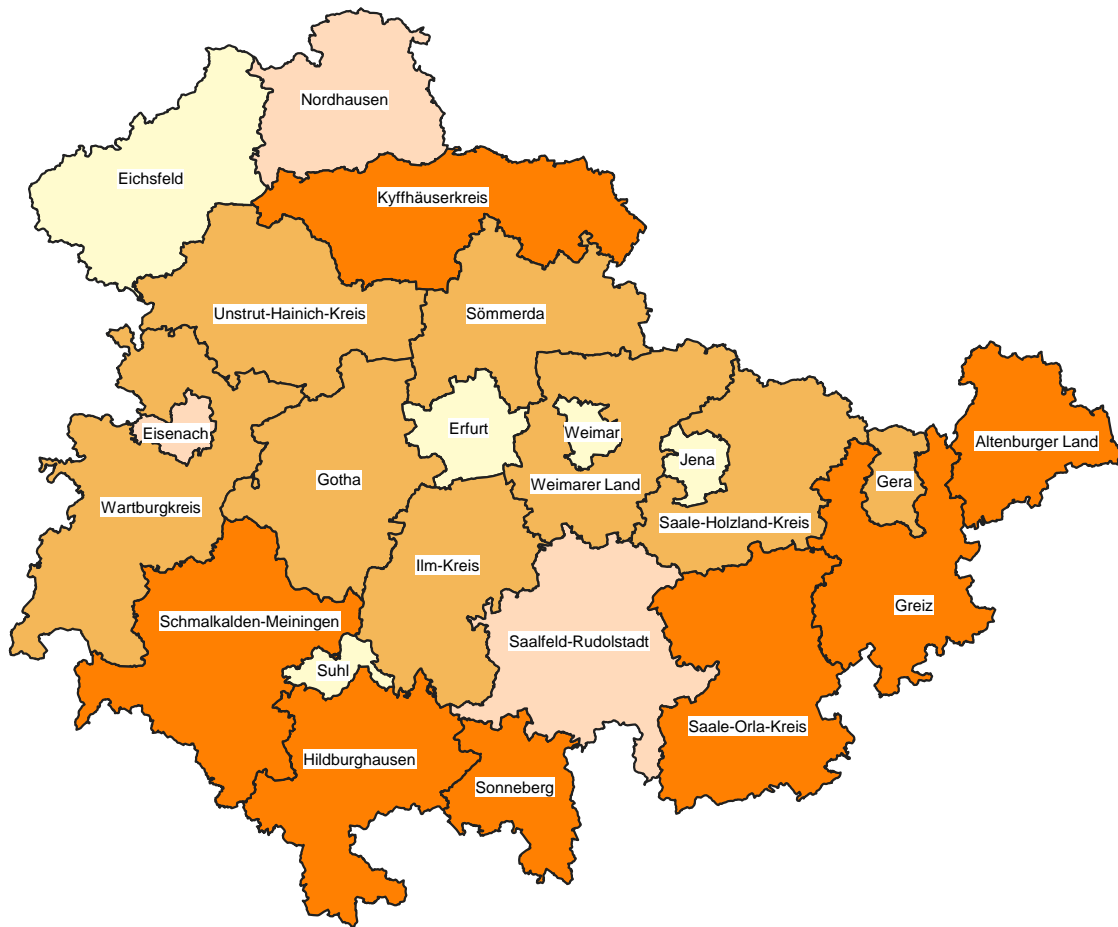 Nordhausen
Eichsfeld
Kyffhäuserkreis
Unstrut-Hainich-Kreis
Sömmerda
Eisenach
Erfurt
Weimar
Altenburger Land
Jena
Gotha
Weimarer Land
Gera
Wartburgkreis
Saale-Holzland-Kreis
Ilm-Kreis
Greiz
Schmalkalden-Meiningen
Saalfeld-Rudolstadt
Suhl
Saale-Orla-Kreis
Hildburghausen
Sonneberg